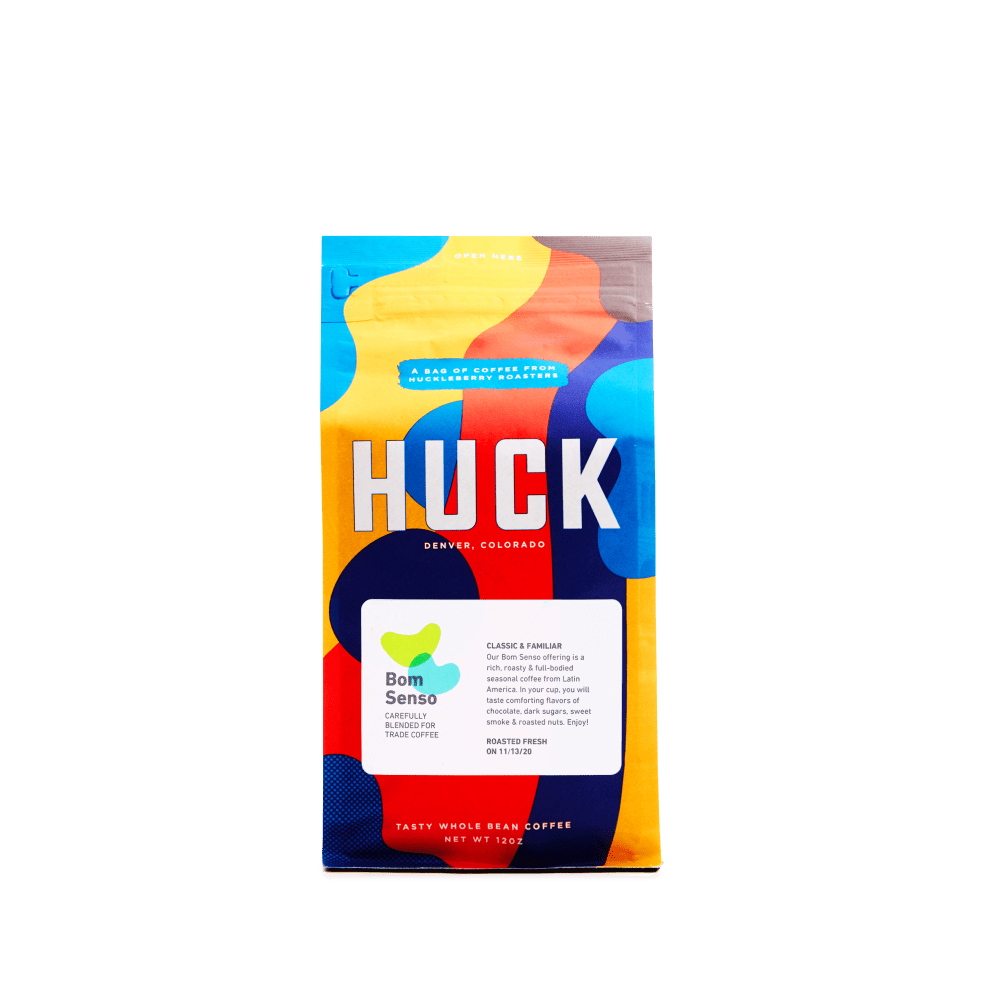 OPEN HERE
A BAG OF COFFEE FROM
HUCKLEBERRY ROASTERS
HUCK
DENVER, COLORADO
Bom
Senso
CAREFULLY
BLENDED FOR
TRADE COFFEE
CLASSIC & FAMILIAR
Our Bom Senso offering is a
rich, roasty & full-bodied
seasonal coffee from Latin
America. In your cup, you will
taste comforting flavors of
chocolate, dark sugars, sweet
smoke & roasted nuts. Enjoy!
ROASTED FRESH
ON 11/13/20
TASTY WHOLE BEAN COFFEE
NET WT 12OZ